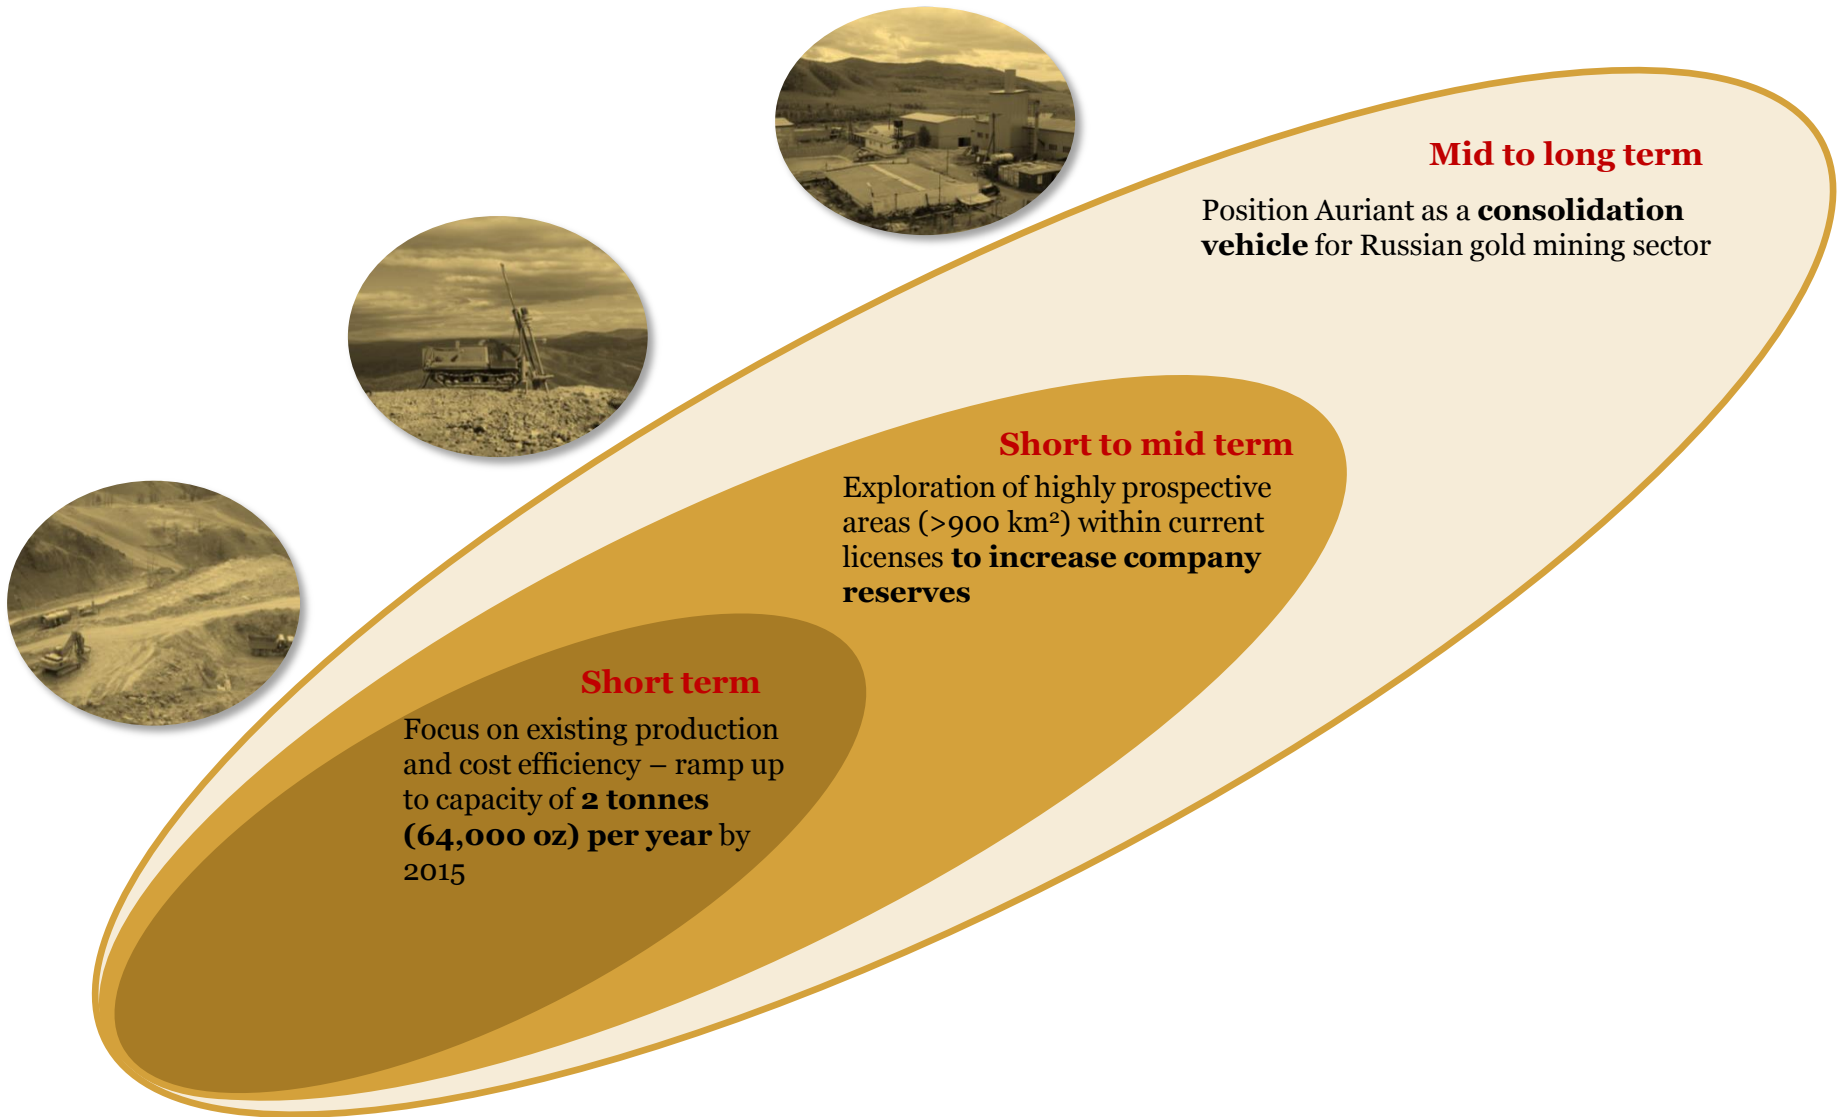 Mid to long term
Position Auriant as a consolidation
vehicle for Russian gold mining sector
Short to mid term
Exploration of highly prospective
areas (>900 km²) within current
licenses to increase company
reserves
Short term
Focus on existing production
and cost efficiency – ramp up
to capacity of 2 tonnes
(64,000 oz) per year by
2015